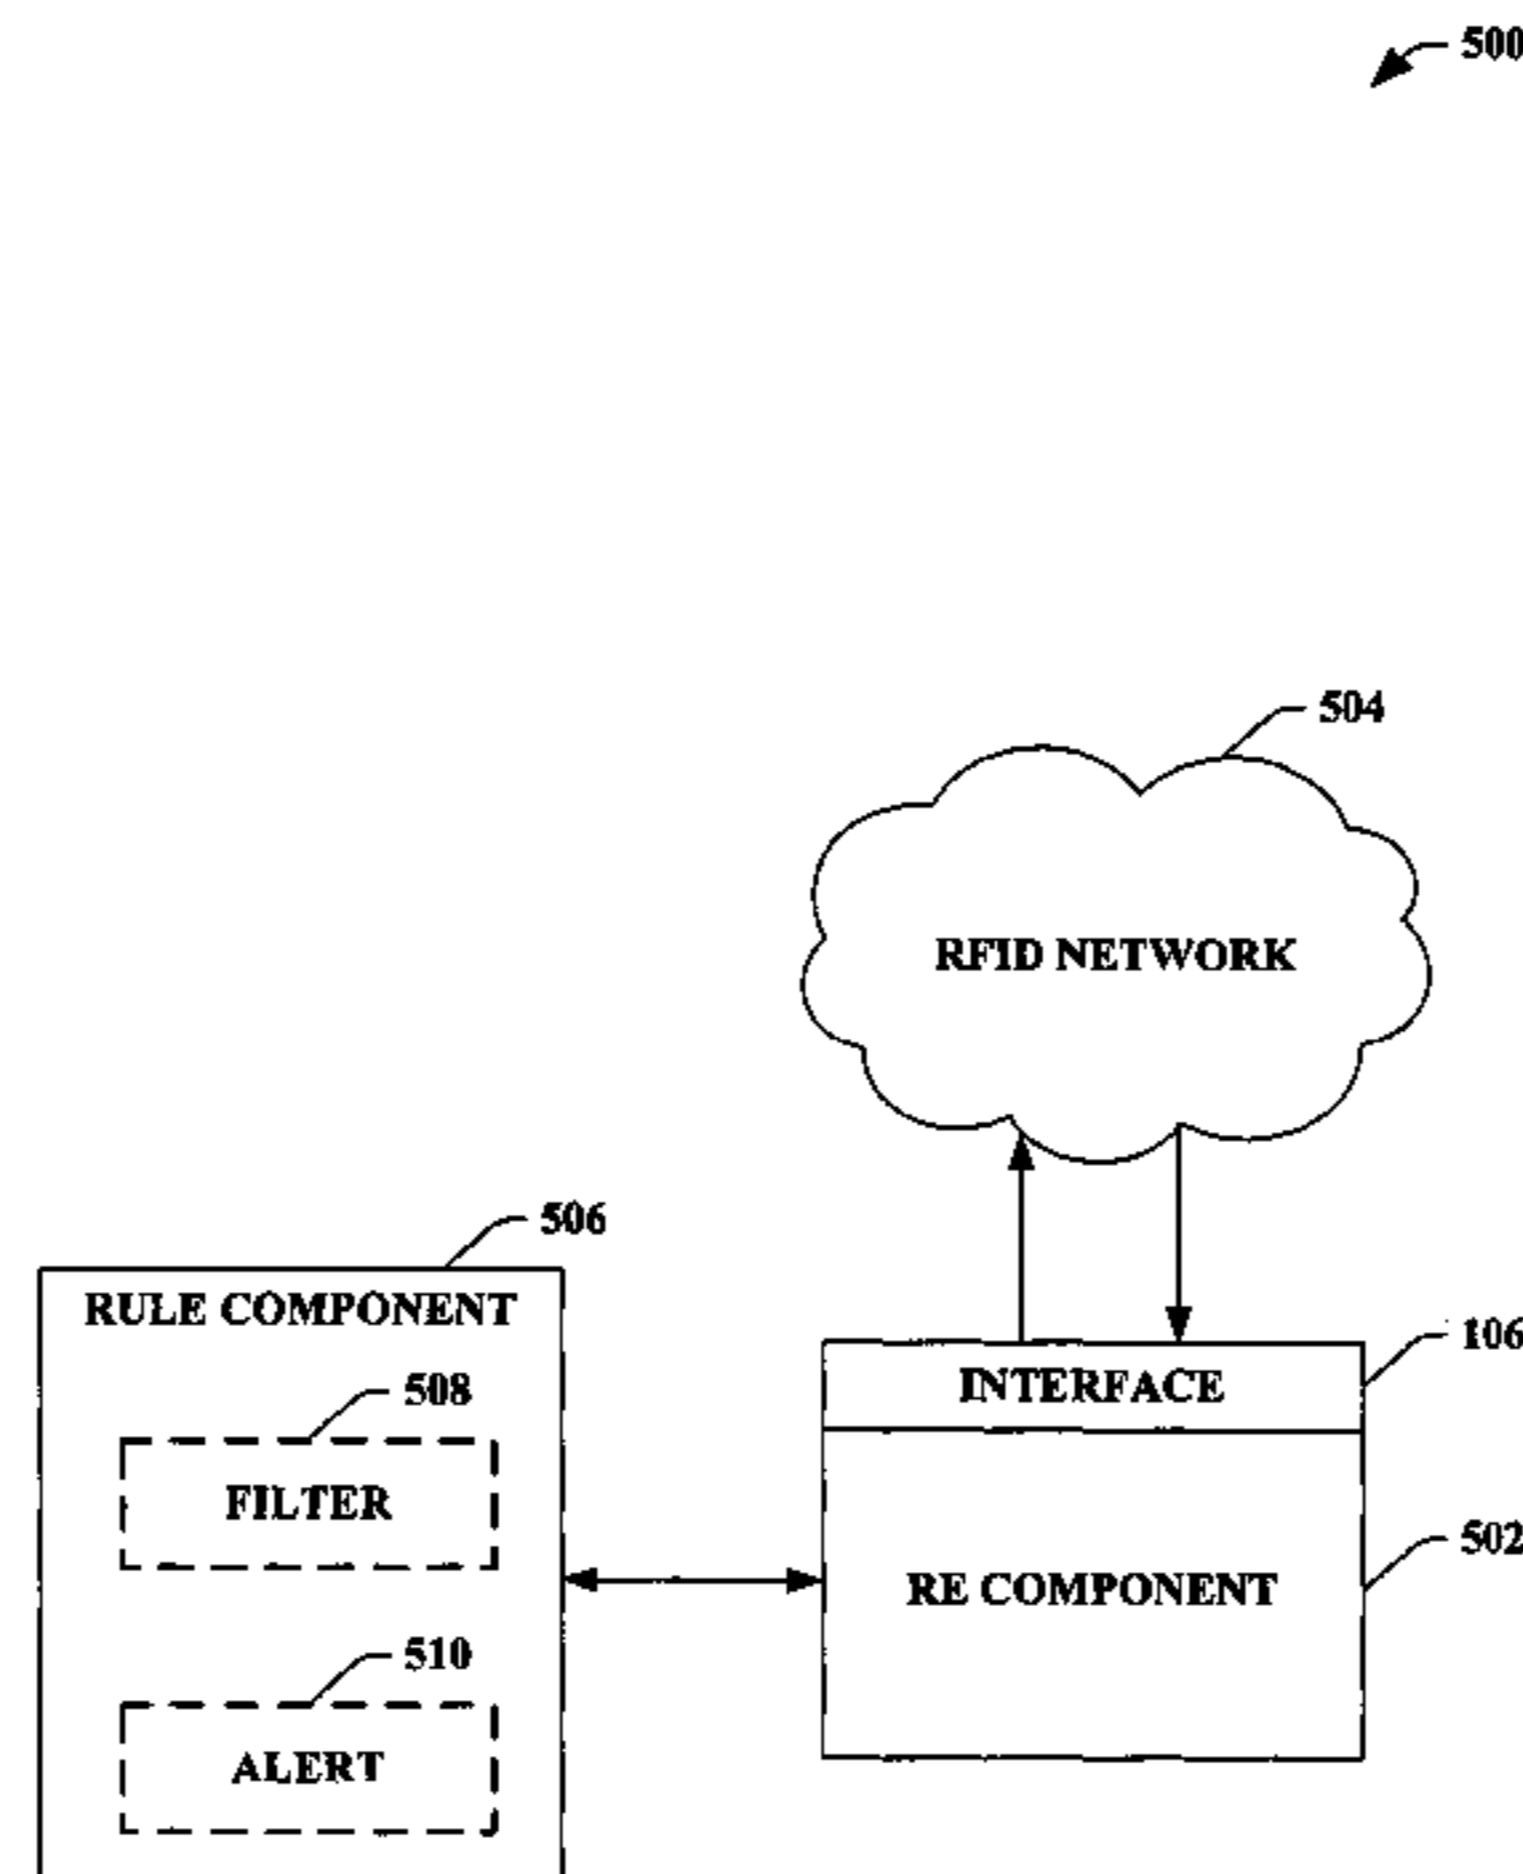 500
504
RFID NETWORK
506
RULE COMPONENT
106
508
INTERFACE
FILTER
502
RE COMPONENT
510
ALERT